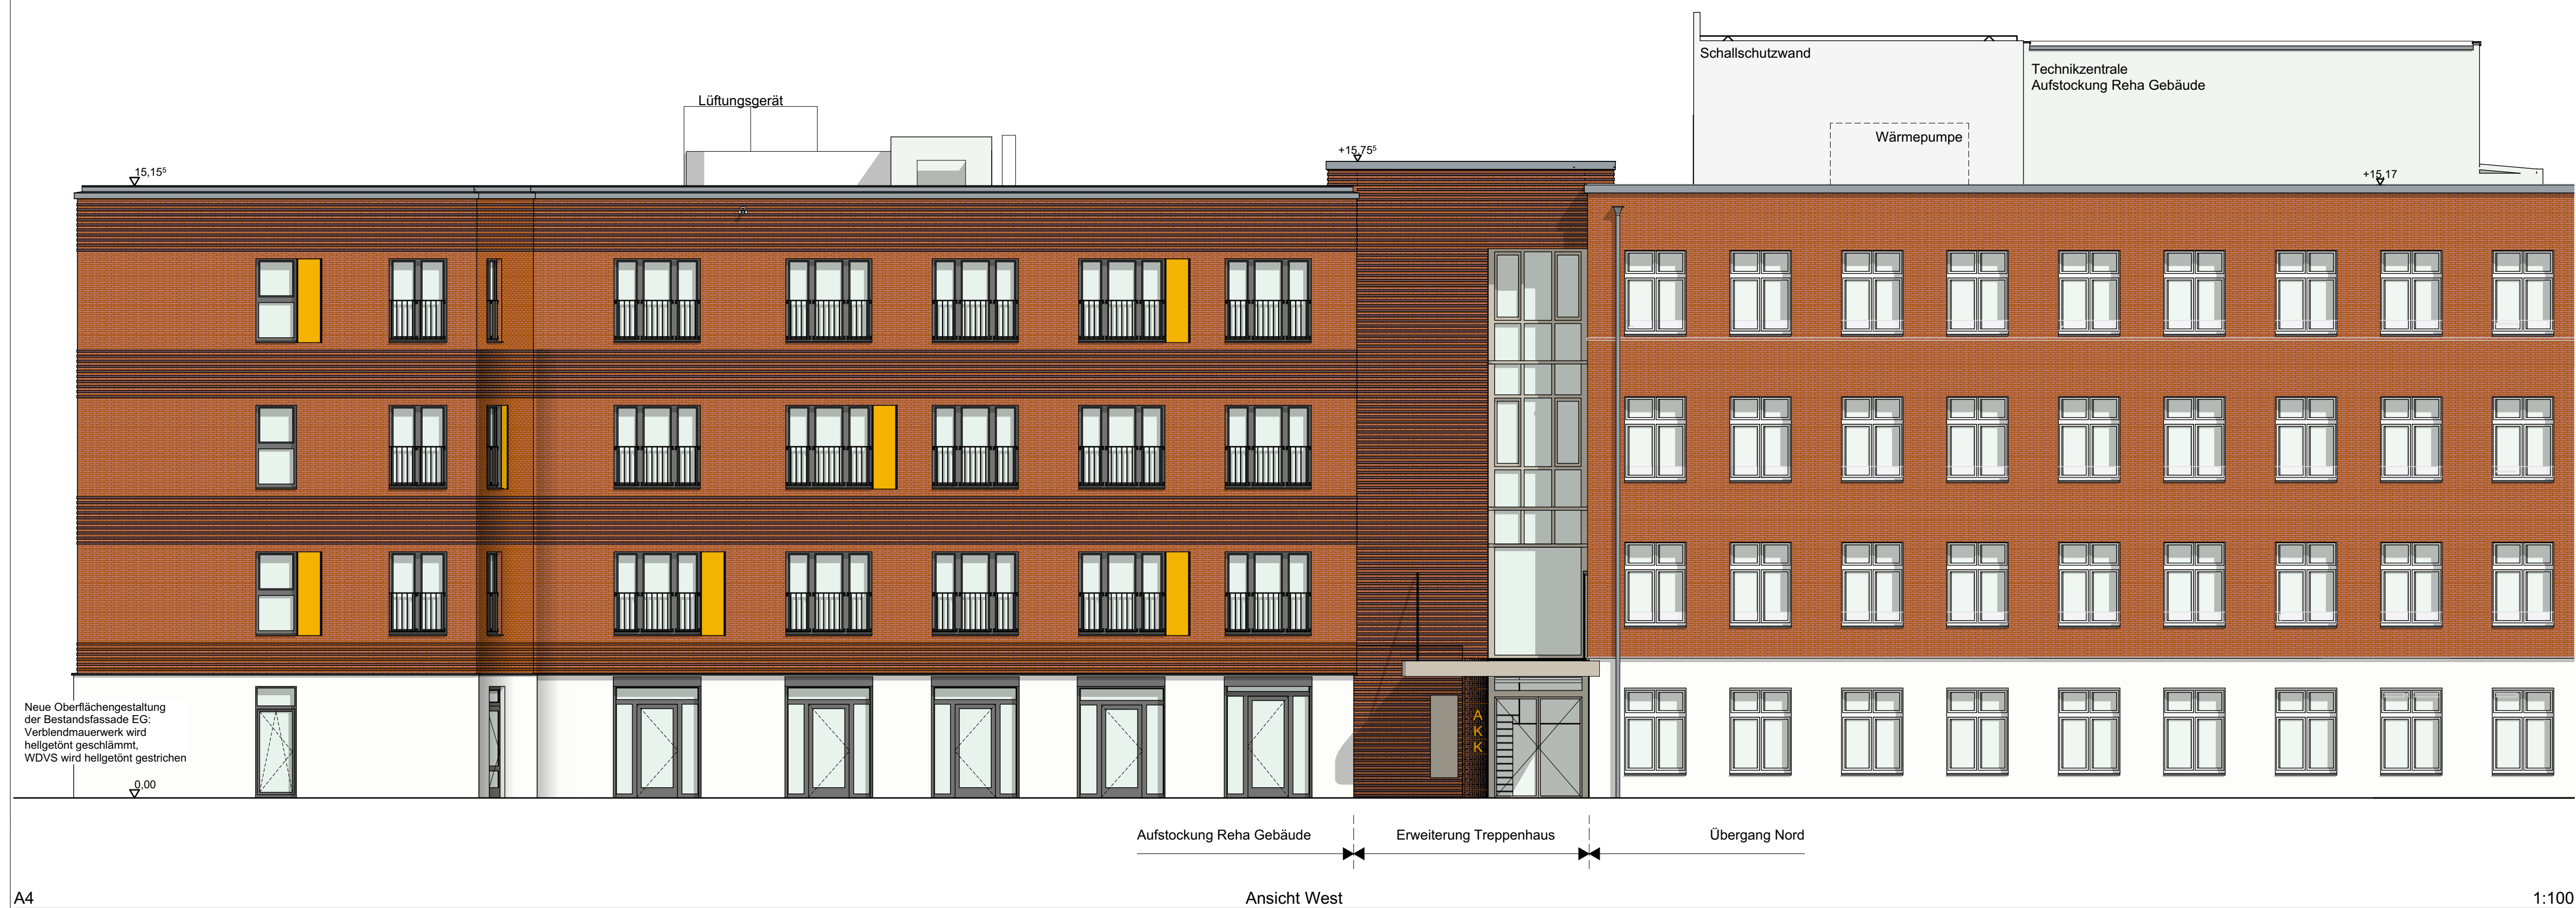 Schallschutzwand
Technikzentrale
Aufstockung Reha Gebäude
Lüftungsgerät
Wärmepumpe
+15,75⁵
15,15⁵
+15,17
Neue Oberflächengestaltung
der Bestandsfassade EG:
Verblendmauerwerk wird
hellgetönt geschlämmt,
WDVS wird hellgetönt gestrichen
0,00
A
K
K
Aufstockung Reha Gebäude
Erweiterung Treppenhaus
Übergang Nord
A4
Ansicht West
1:100